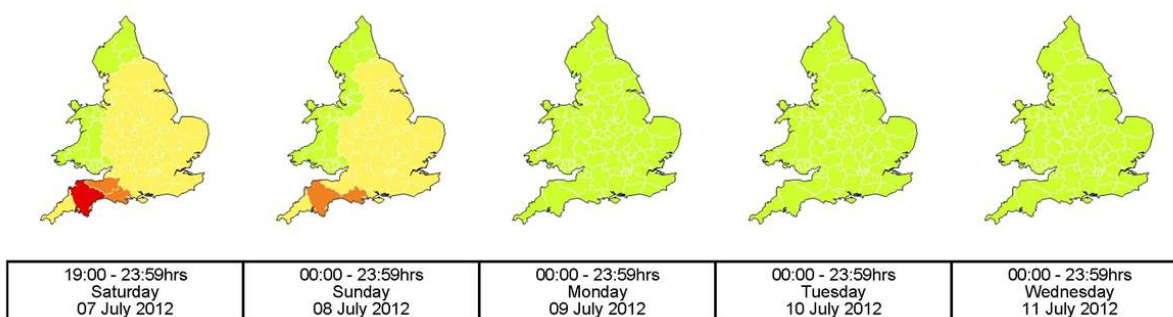 19:00 - 23:59hrs
Saturday
07 July 2012
00:00 - 23:59hrs
Sunday
08 July 2012
00:00 - 23:59hrs
Monday
09 July 2012
00:00 - 23:59hrs
Tuesday
10 July 2012
00:00 - 23:59hrs
Wednesday
11 July 2012